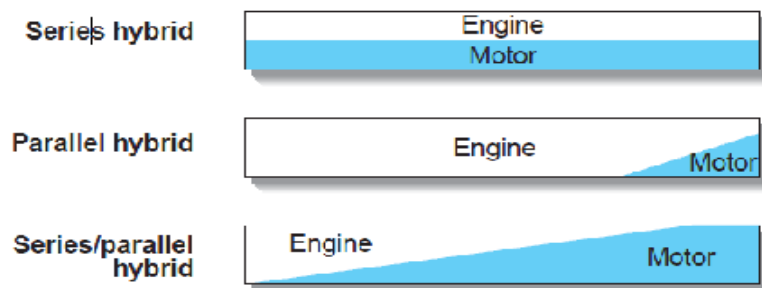 Series hybrid
Engine
Motor
Parallel hybrid
Engine
Motor
Series/parallel
hybrid
Engine
Motor